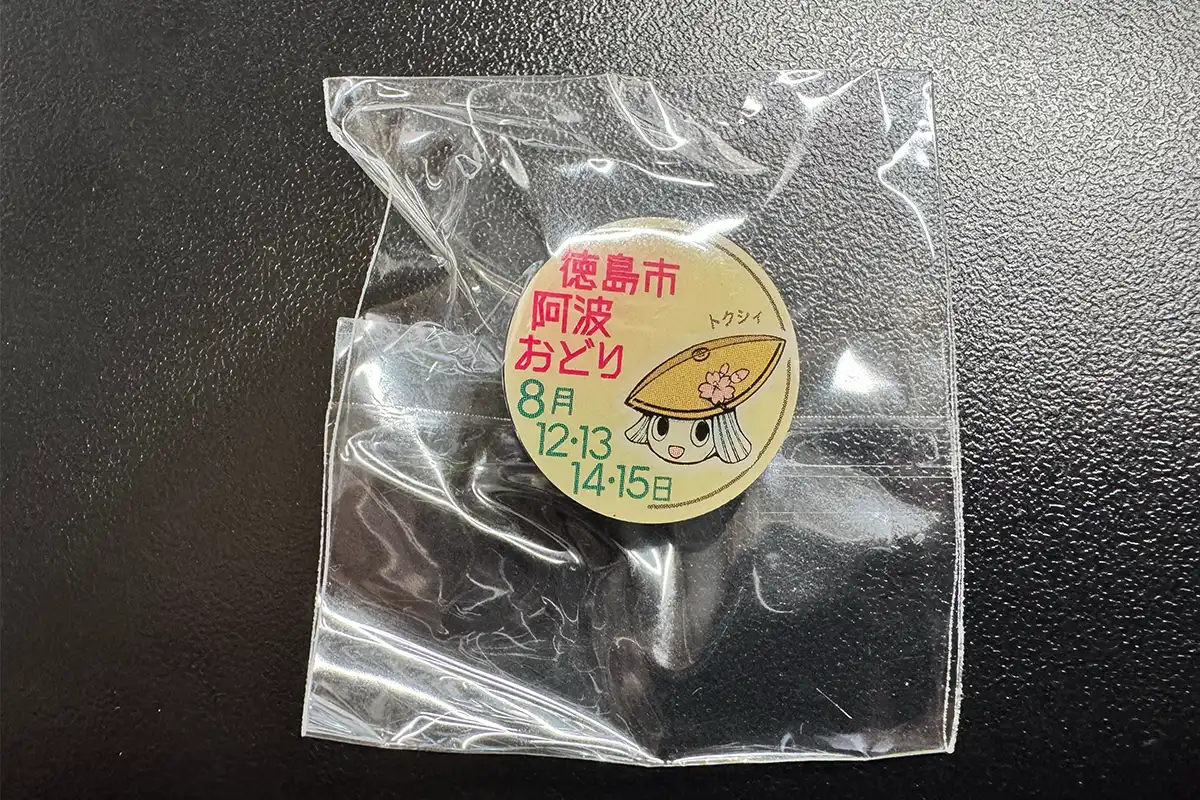 徳島市
阿波
おどり
トクシィ
8月
12・13
14・15日